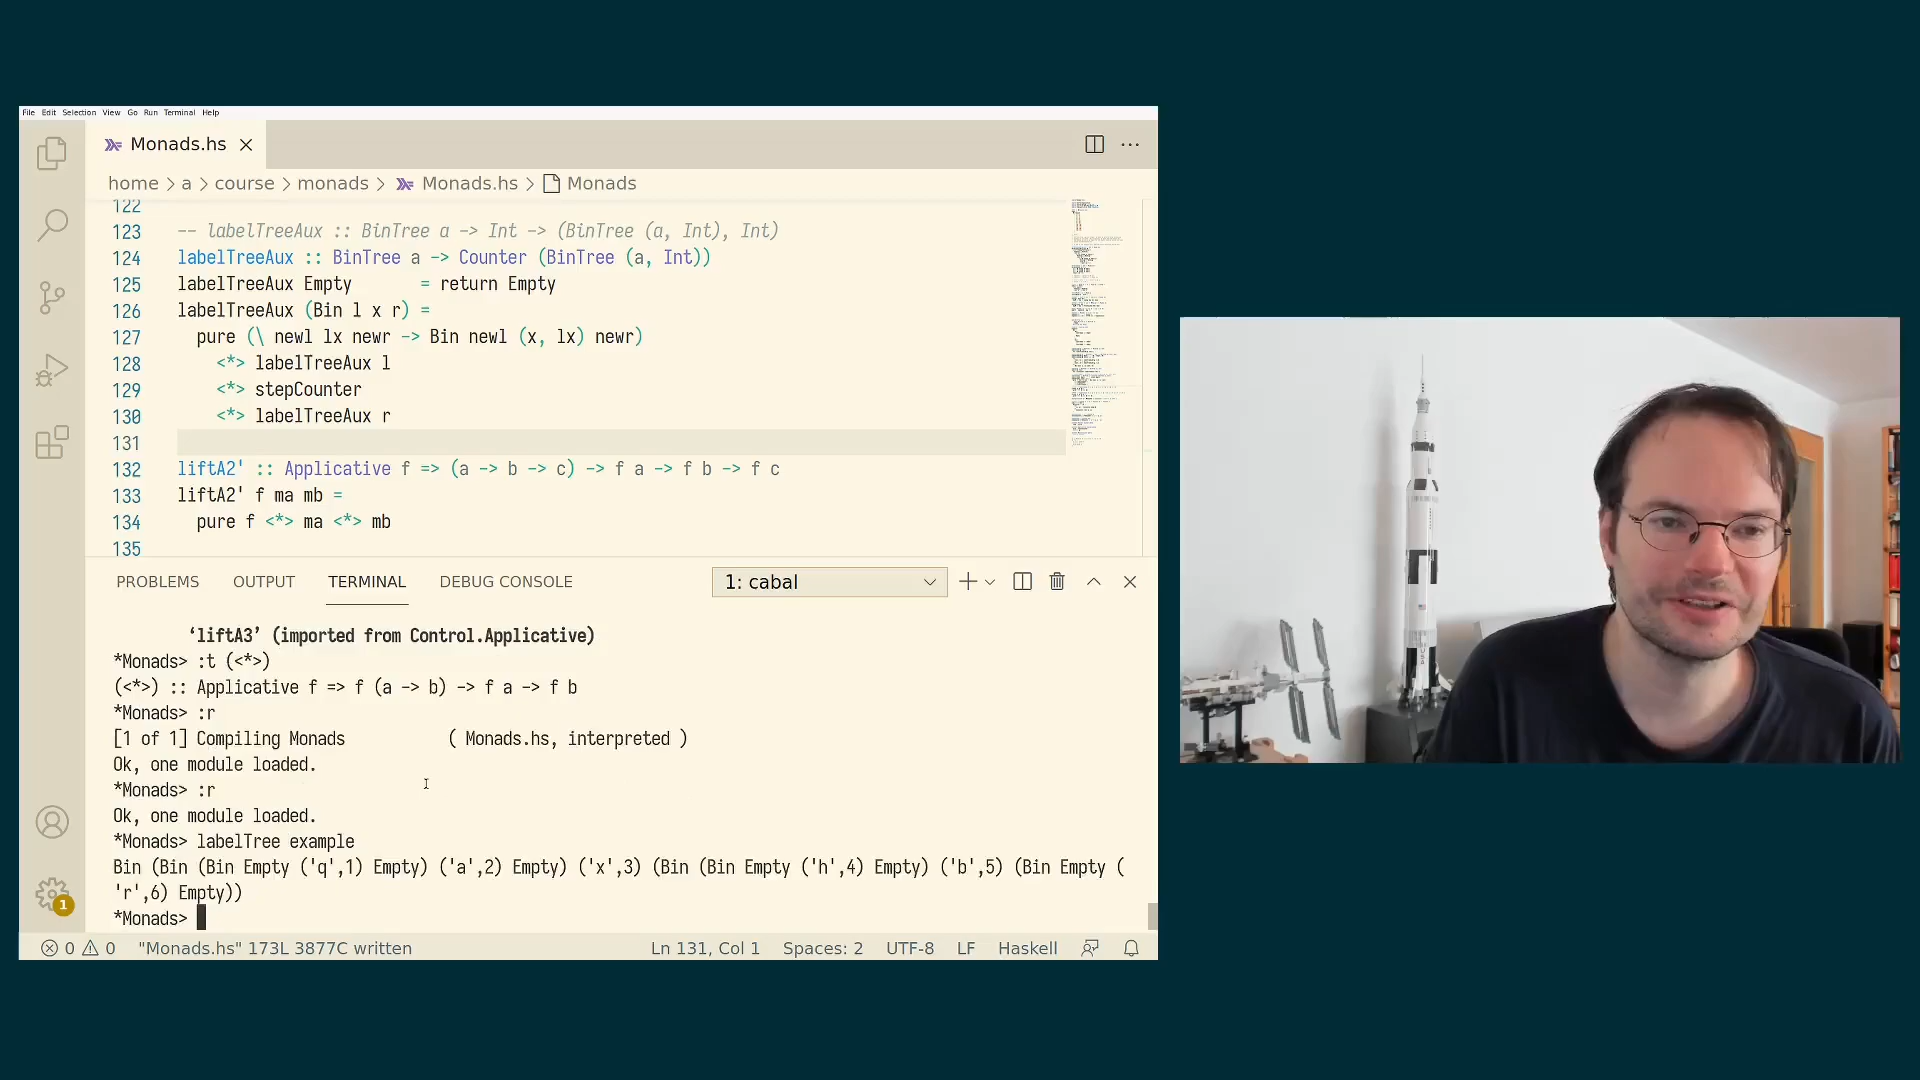 File Edit Selection View Go Run Terminal Help
Monads.hs
home > a > course > monads > Monads.hs > Monads
122
123 -- labelTreeAux :: BinTree a -> Int -> (BinTree (a, Int), Int)
124 labelTreeAux :: BinTree a -> Counter (BinTree (a, Int))
125 labelTreeAux Empty = return Empty
126 labelTreeAux (Bin l x r) =
127 pure (\ newl lx newr -> Bin newl (x, lx) newr)
128 <*> labelTreeAux l
129 <*> stepCounter
130 <*> labelTreeAux r
131
132 liftA2' :: Applicative f => (a -> b -> c) -> f a -> f b -> f c
133 liftA2' f ma mb =
134 pure f <*> ma <*> mb
135
PROBLEMS OUTPUT TERMINAL DEBUG CONSOLE 1: cabal
‘liftA3’ (imported from Control.Applicative)
*Monads> :t (<*>)
(<*>) :: Applicative f => f (a -> b) -> f a -> f b
*Monads> :r
[1 of 1] Compiling Monads ( Monads.hs, interpreted )
Ok, one module loaded.
*Monads> :r
Ok, one module loaded.
*Monads> labelTree example
Bin (Bin (Bin Empty ('q',1) Empty) ('a',2) Empty) ('x',3) (Bin (Bin Empty ('h',4) Empty) ('b',5) (Bin Empty (
'r',6) Empty))
*Monads>
1
0 0 "Monads.hs" 173L 3877C written Ln 131, Col 1 Spaces: 2 UTF-8 LF Haskell